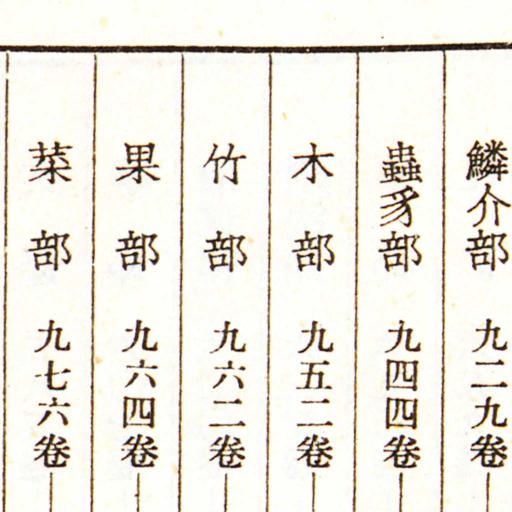 鱗介部 九二九卷
蟲豸部 九四四卷
木部 九五二卷
竹部 九六二卷
果部 九六四卷
菜部 九七六卷